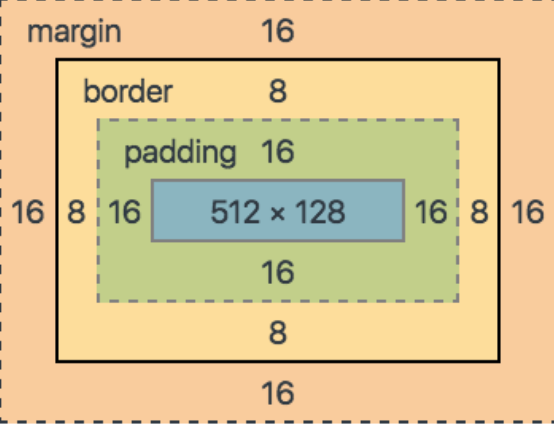 margin 16
border 8
padding 16
16 8 16 512 × 128 16 8 16
16
8
16